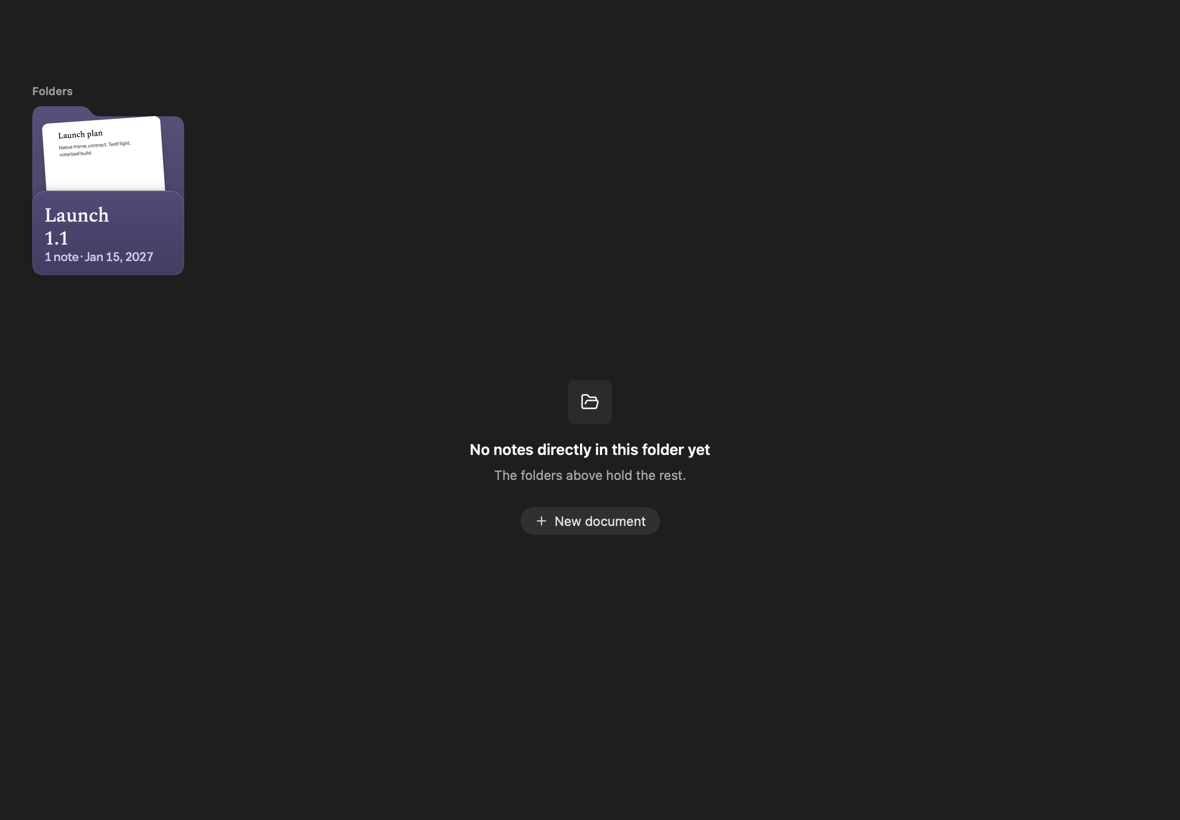 Folders
Launch plan
Native frame, contract, TestFlight,
notarized build.
Launch
1.1
1 note · Jan 15, 2027
No notes directly in this folder yet
The folders above hold the rest.
+ New document